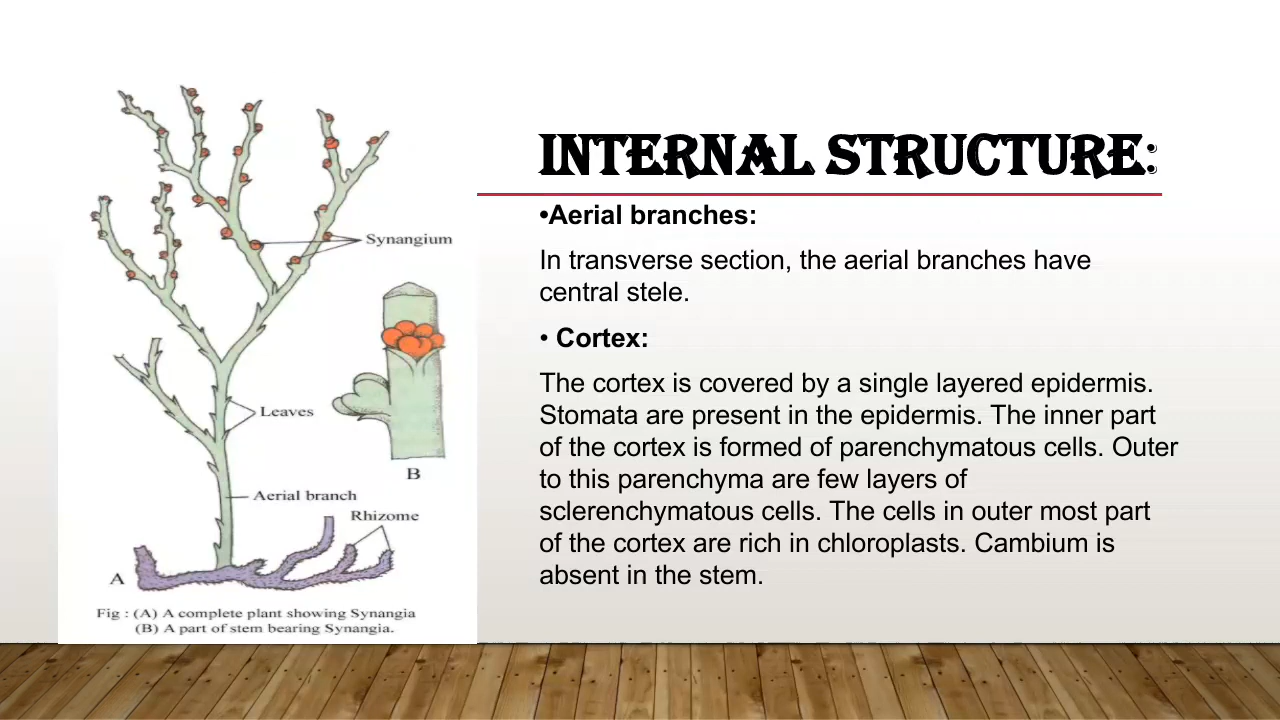 INTERNAL STRUCTURE:
•Aerial branches:
In transverse section, the aerial branches have
central stele.
• Cortex:
The cortex is covered by a single layered epidermis.
Stomata are present in the epidermis. The inner part
of the cortex is formed of parenchymatous cells. Outer
to this parenchyma are few layers of
sclerenchymatous cells. The cells in outer most part
of the cortex are rich in chloroplasts. Cambium is
absent in the stem.
Synangium
Leaves
B
Aerial branch
Rhizome
A
Fig : (A) A complete plant showing Synangia
(B) A part of stem bearing Synangia.